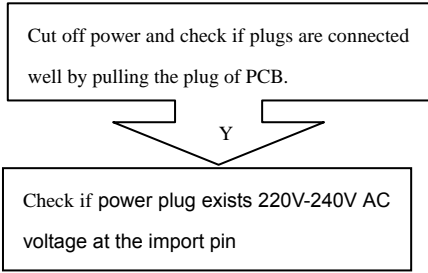 Cut off power and check if plugs are connected
well by pulling the plug of PCB.
Y
Check if power plug exists 220V-240V AC
voltage at the import pin